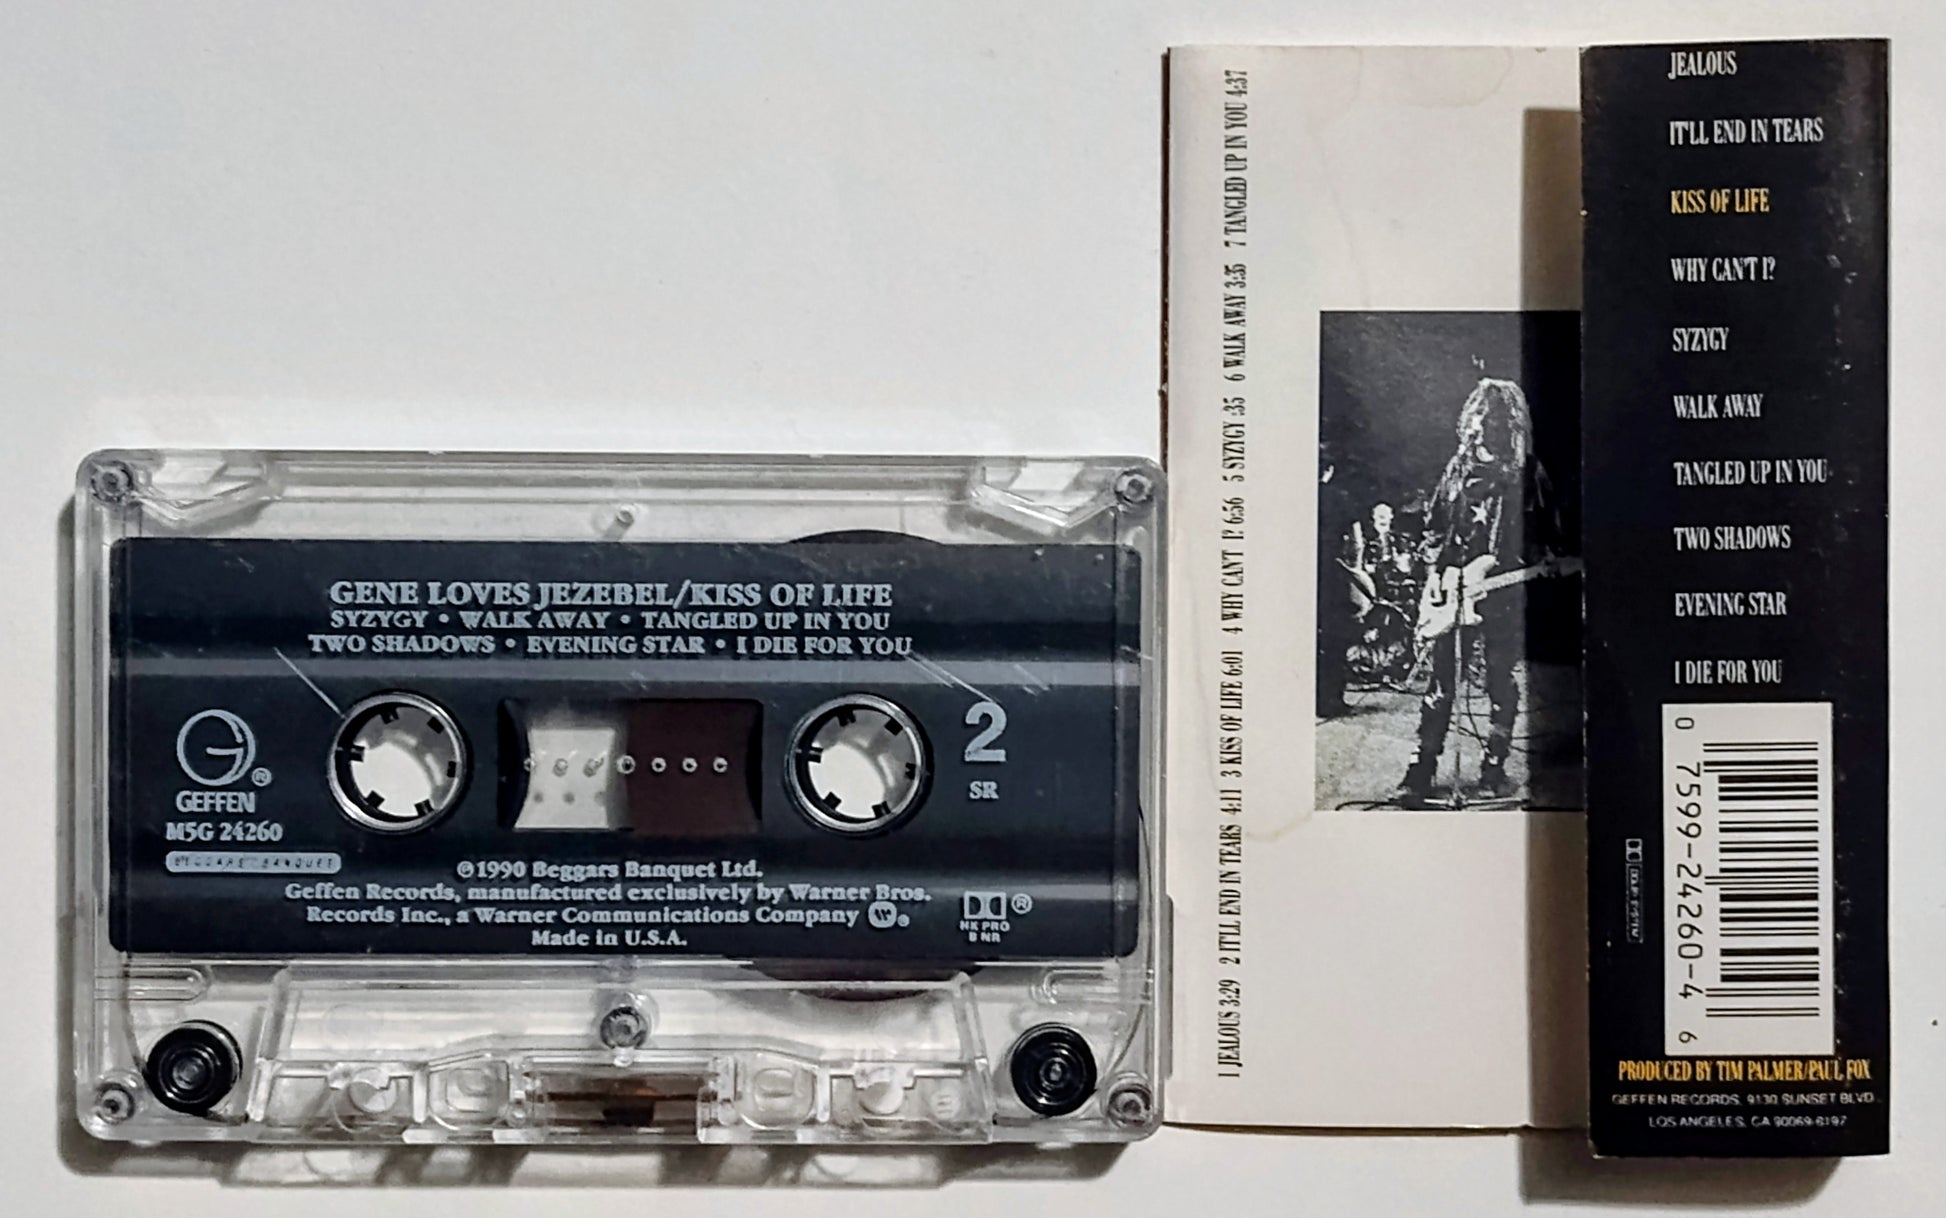 GENE LOVES JEZEBEL/KISS OF LIFE
SYZYGY • WALK AWAY • TANGLED UP IN YOU
TWO SHADOWS • EVENING STAR • I DIE FOR YOU
G®
GEFFEN
M5G 24260
BEGGARS BANQUET
2
SR
℗1990 Beggars Banquet Ltd.
Geffen Records, manufactured exclusively by Warner Bros.
Records Inc., a Warner Communications Company
Made in U.S.A.
®
HX PRO
B NR
1 JEALOUS 3:29 2 IT'LL END IN TEARS 4:11 3 KISS OF LIFE 6:01 4 WHY CAN'T I? 6:56 5 SYZYGY :35 6 WALK AWAY 3:35 7 TANGLED UP IN YOU 4:37
JEALOUS
IT'LL END IN TEARS
KISS OF LIFE
WHY CAN'T I?
SYZYGY
WALK AWAY
TANGLED UP IN YOU
TWO SHADOWS
EVENING STAR
I DIE FOR YOU
0 7599-24260-4 6
DOLBY SYSTEM
PRODUCED BY TIM PALMER/PAUL FOX
GEFFEN RECORDS, 9130 SUNSET BLVD.
LOS ANGELES, CA 90069-6197